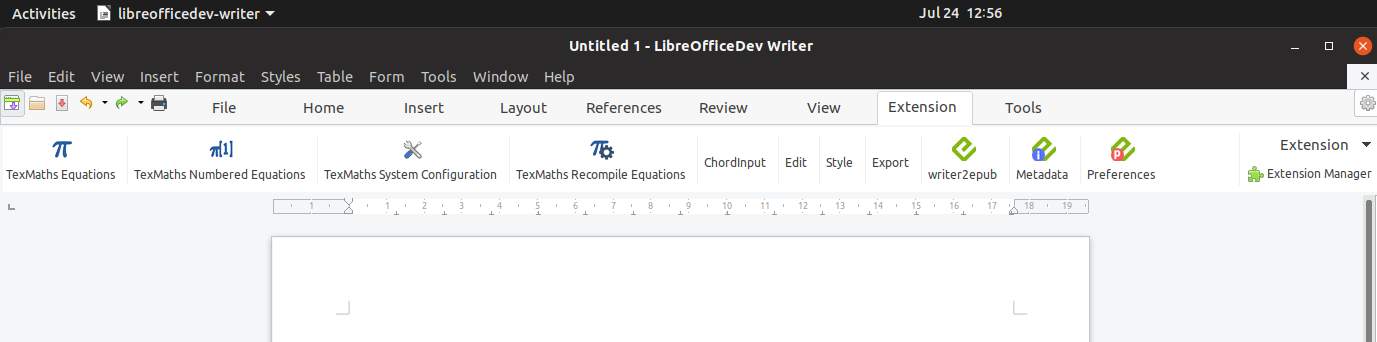 Activities libreofficedev-writer Jul 24 12:56
Untitled 1 - LibreOfficeDev Writer
File Edit View Insert Format Styles Table Form Tools Window Help
File Home Insert Layout References Review View Extension Tools
π π[1] π
TexMaths Equations TexMaths Numbered Equations TexMaths System Configuration TexMaths Recompile Equations ChordInput Edit Style Export writer2epub Metadata Preferences
Extension
Extension Manager
1 1 2 3 4 5 6 7 8 9 10 11 12 13 14 15 16 17 18 19